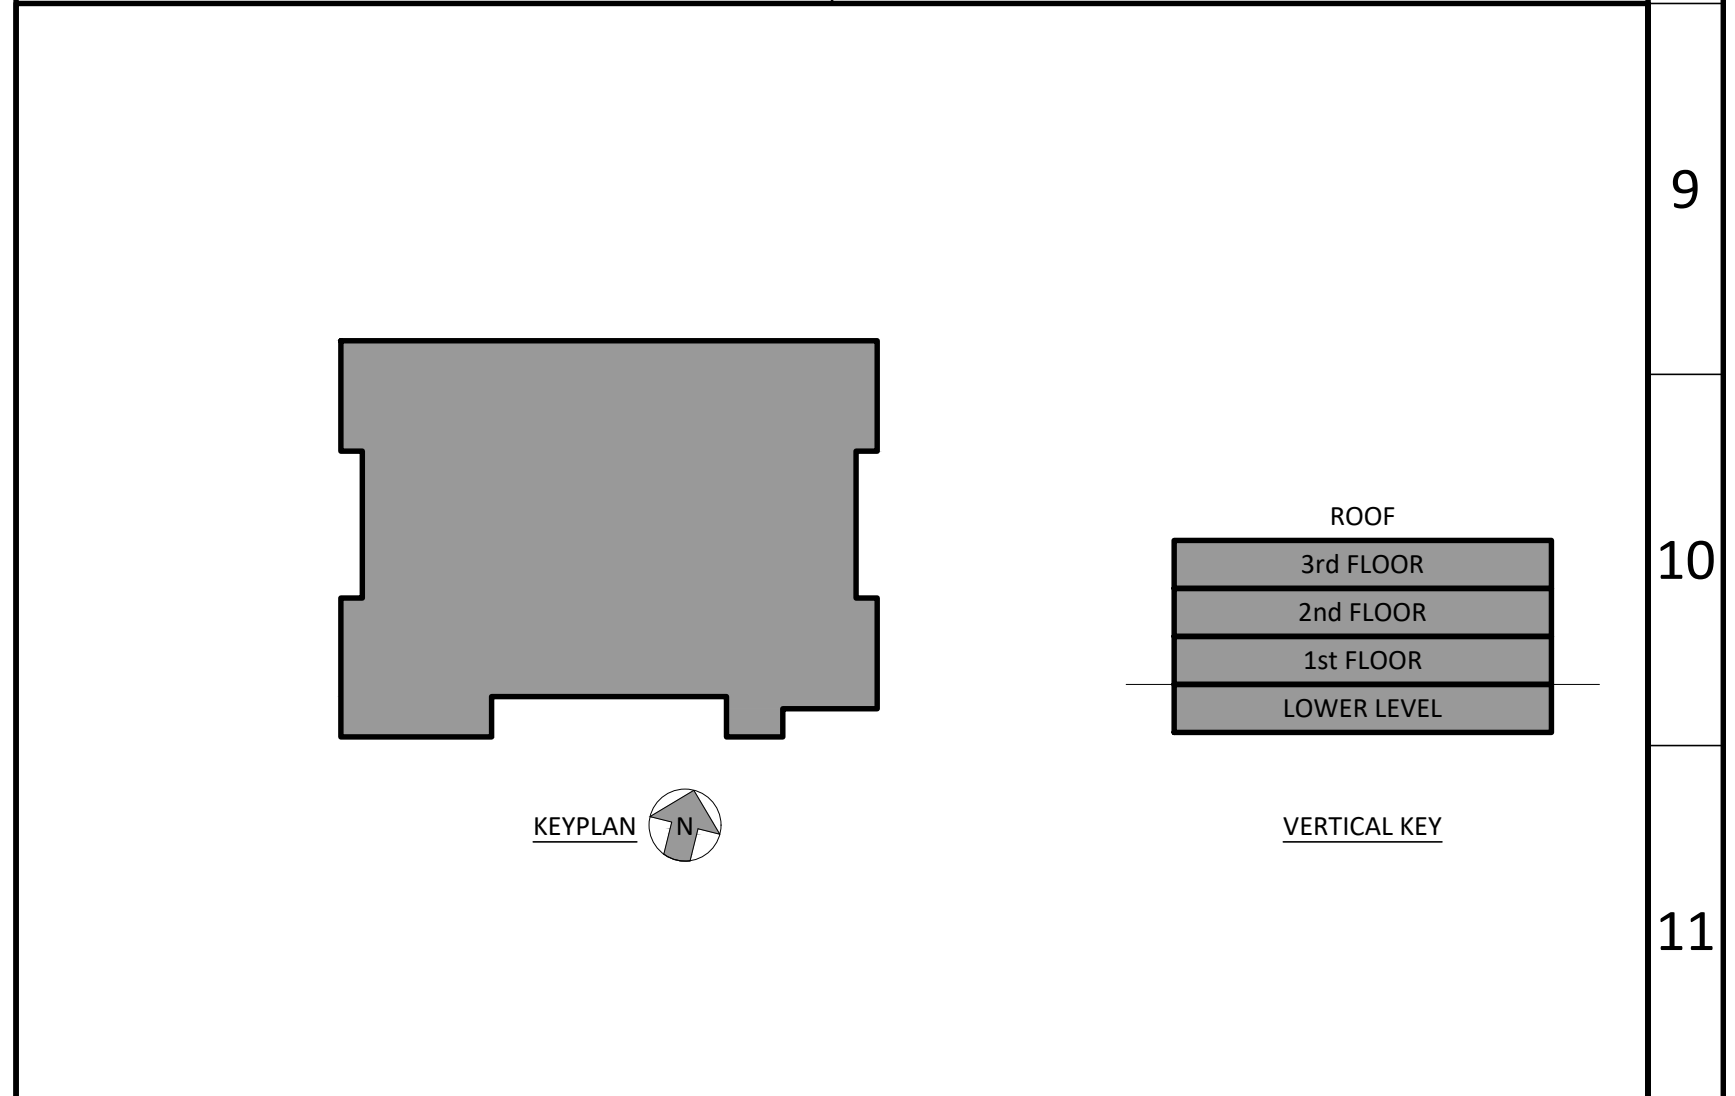 9
ROOF
3rd FLOOR
10
2nd FLOOR
1st FLOOR
LOWER LEVEL
KEYPLAN N
VERTICAL KEY
11